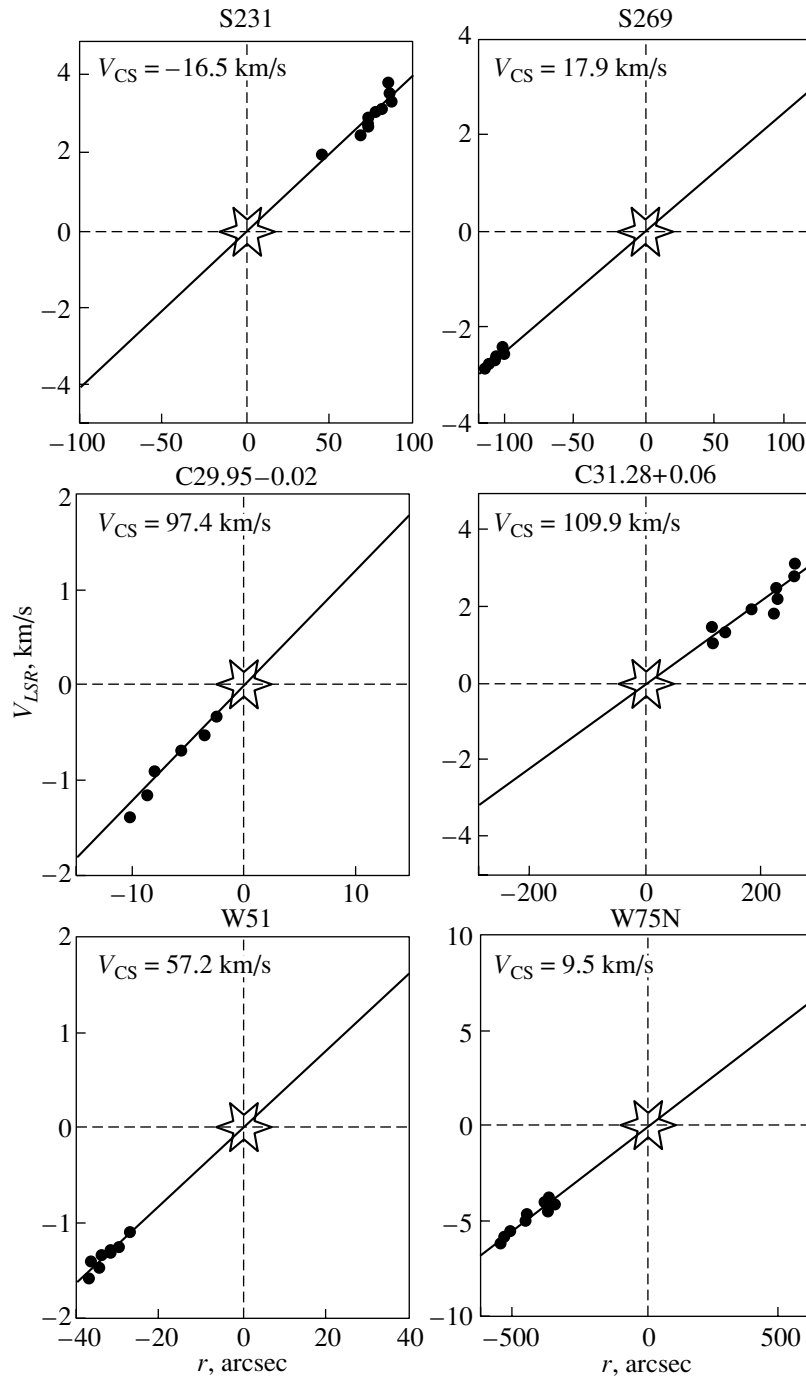 S231
V_CS = −16.5 km/s
4
2
0
−2
−4
−100 −50 0 50 100
S269
V_CS = 17.9 km/s
4
2
0
−2
−4
−100 −50 0 50 100
C29.95−0.02
V_CS = 97.4 km/s
2
1
0
−1
−2
−10 0 10
C31.28+0.06
V_CS = 109.9 km/s
4
2
0
−2
−4
−200 0 200
V_LSR, km/s
W51
V_CS = 57.2 km/s
2
1
0
−1
−2
−40 −20 0 20 40
r, arcsec
W75N
V_CS = 9.5 km/s
10
5
0
−5
−10
−500 0 500
r, arcsec